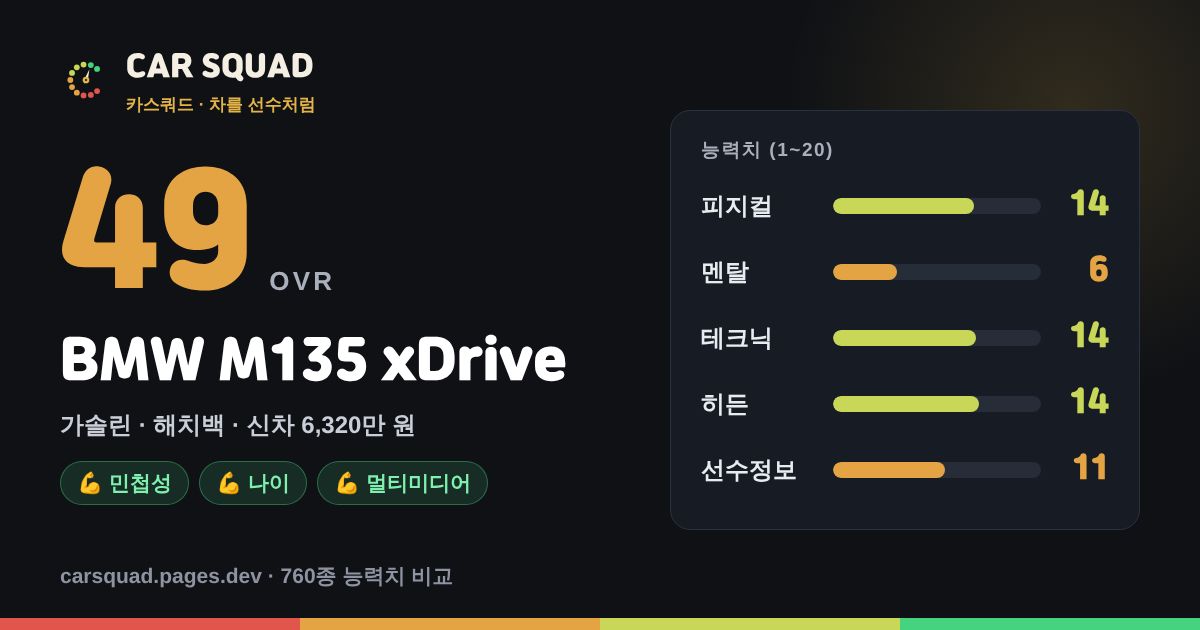 CAR SQUAD
카스쿼드 · 차를 선수처럼
49 OVR
BMW M135 xDrive
가솔린 · 해치백 · 신차 6,320만 원
💪 민첩성 💪 나이 💪 멀티미디어
carsquad.pages.dev · 760종 능력치 비교
능력치 (1~20)
피지컬 14
멘탈 6
테크닉 14
히든 14
선수정보 11